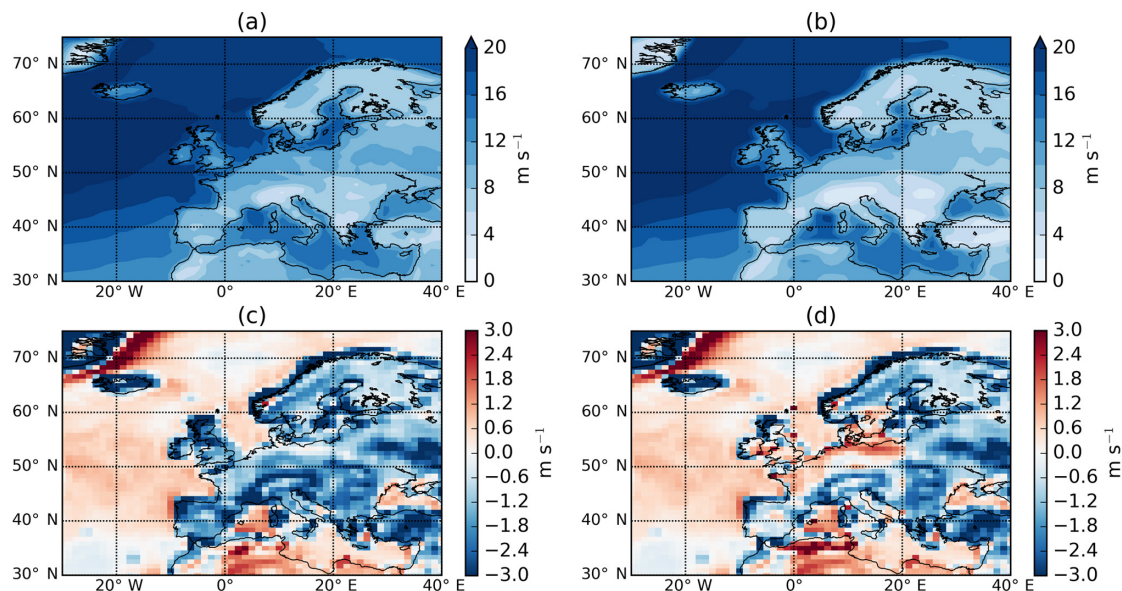 (a)
(b)
70° N
60° N
50° N
40° N
30° N
20° W
0°
20° E
40° E
20
16
12
8
4
0
m s⁻¹
70° N
60° N
50° N
40° N
30° N
20° W
0°
20° E
40° E
20
16
12
8
4
0
m s⁻¹
(c)
(d)
70° N
60° N
50° N
40° N
30° N
20° W
0°
20° E
40° E
3.0
2.4
1.8
1.2
0.6
0.0
−0.6
−1.2
−1.8
−2.4
−3.0
m s⁻¹
70° N
60° N
50° N
40° N
30° N
20° W
0°
20° E
40° E
3.0
2.4
1.8
1.2
0.6
0.0
−0.6
−1.2
−1.8
−2.4
−3.0
m s⁻¹